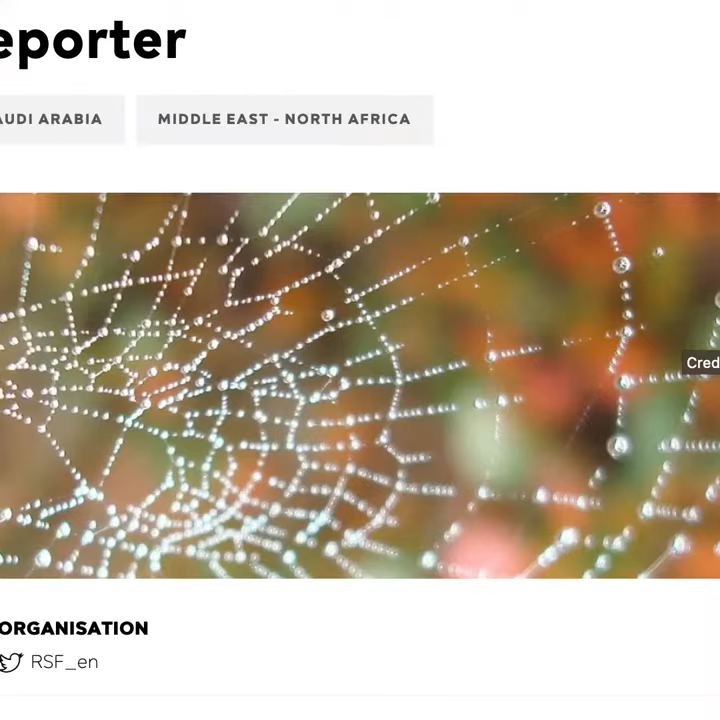 eporter
AUDI ARABIA
MIDDLE EAST - NORTH AFRICA
Cred
ORGANISATION
RSF_en